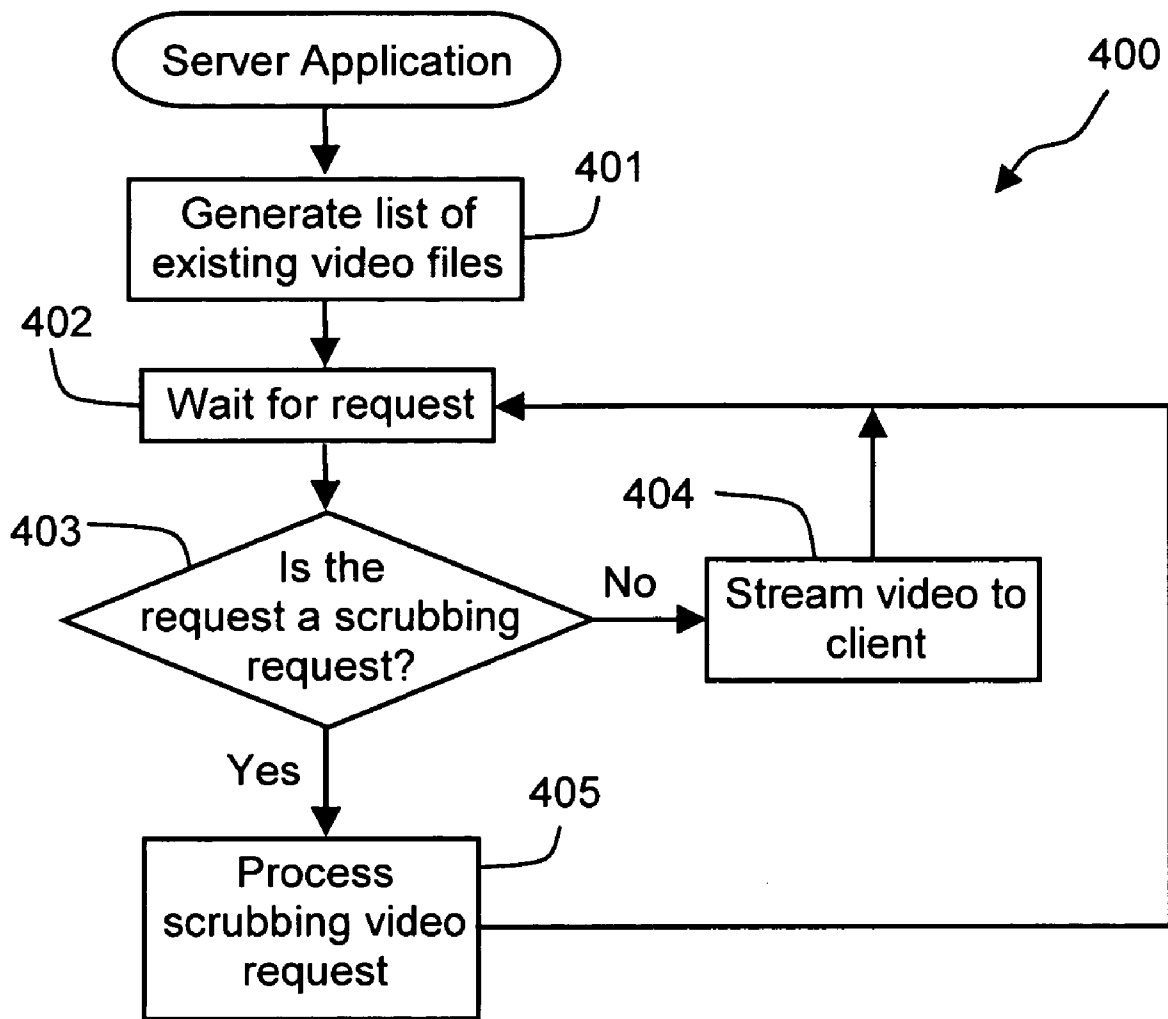 Server Application
400
401
Generate list of
existing video files
402
Wait for request
404
403
Is the
request a scrubbing
request?
No
Stream video to
client
Yes
405
Process
scrubbing video
request